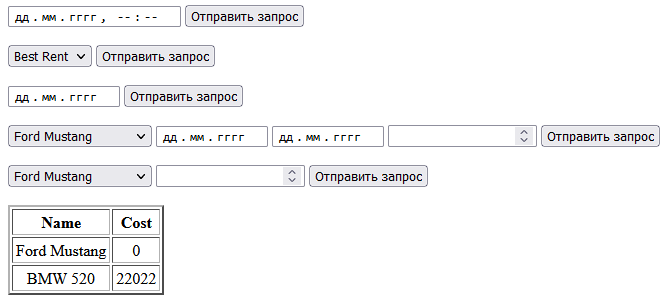 дд.мм.гггг, --:-- Отправить запрос
Best Rent Отправить запрос
дд.мм.гггг Отправить запрос
Ford Mustang дд.мм.гггг дд.мм.гггг Отправить запрос
Ford Mustang Отправить запрос
Name Cost
Ford Mustang 0
BMW 520 22022